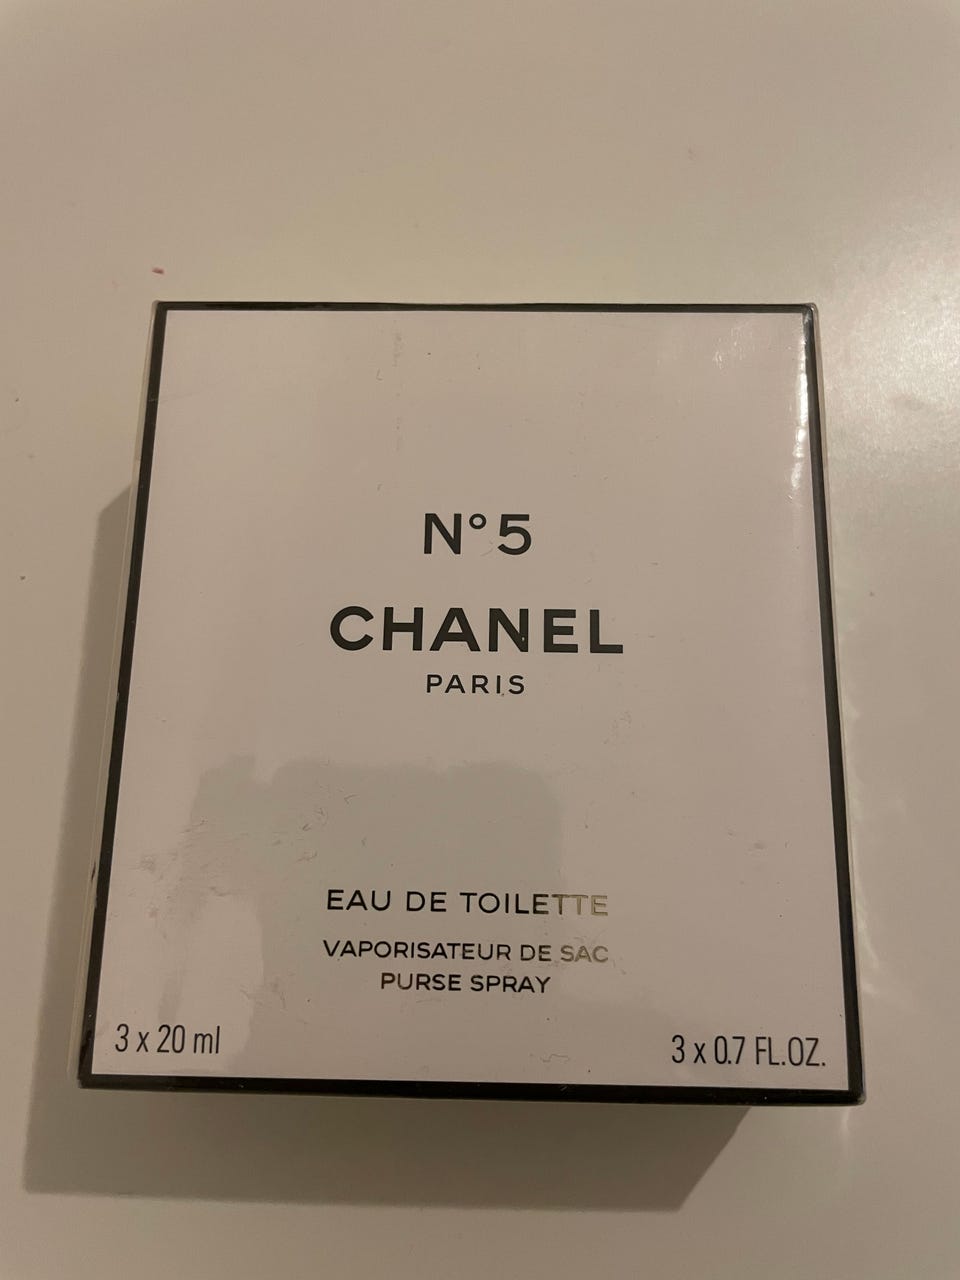 N°5
CHANEL
PARIS
EAU DE TOILETTE
VAPORISATEUR DE SAC
PURSE SPRAY
3 x 20 ml
3 x 0.7 FL.OZ.